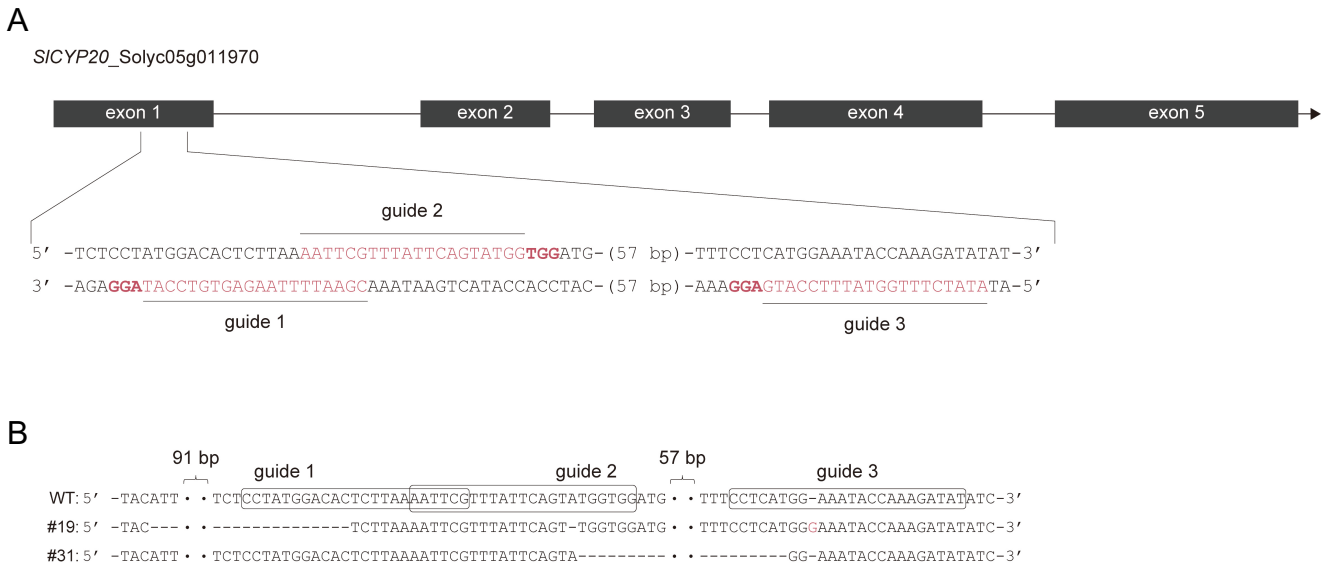 A
SlCYP20_Solyc05g011970
exon 1 exon 2 exon 3 exon 4 exon 5
guide 2
5′ -TCTCCTATGGACACTCTTAAAATTCGTTTATTCAGTATGGTGGATG-(57 bp)-TTTCCTCATGGAAATACCAAAGATATAT-3′
3′ -AGAGGATACCTGTGAGAATTTTAAGCAAATAAGTCATACCACCTAC-(57 bp)-AAAGGAGTACCTTTATGGTTTCTATATA-5′
guide 1 guide 3
B
91 bp guide 1 guide 2 57 bp guide 3
WT: 5′ -TACATT··TCTCCTATGGACACTCTTAAAATTCGTTTATTCAGTATGGTGGATG··TTTCCTCATGG-AAATACCAAAGATATATC-3′
#19: 5′ -TAC---··------------TCTTAAAATTCGTTTATTCAGT-TGGTGGATG··TTTCCTCATGGGAAATACCAAAGATATATC-3′
#31: 5′ -TACATT··TCTCCTATGGACACTCTTAAAATTCGTTTATTCAGTA---------··---------GG-AAATACCAAAGATATATC-3′